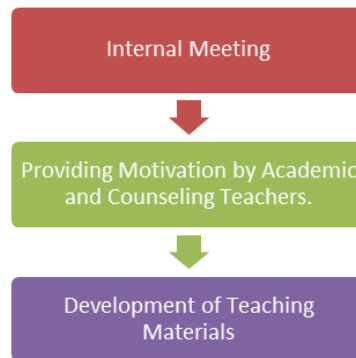 Internal Meeting
Providing Motivation by Academic
and Counseling Teachers.
Development of Teaching
Materials